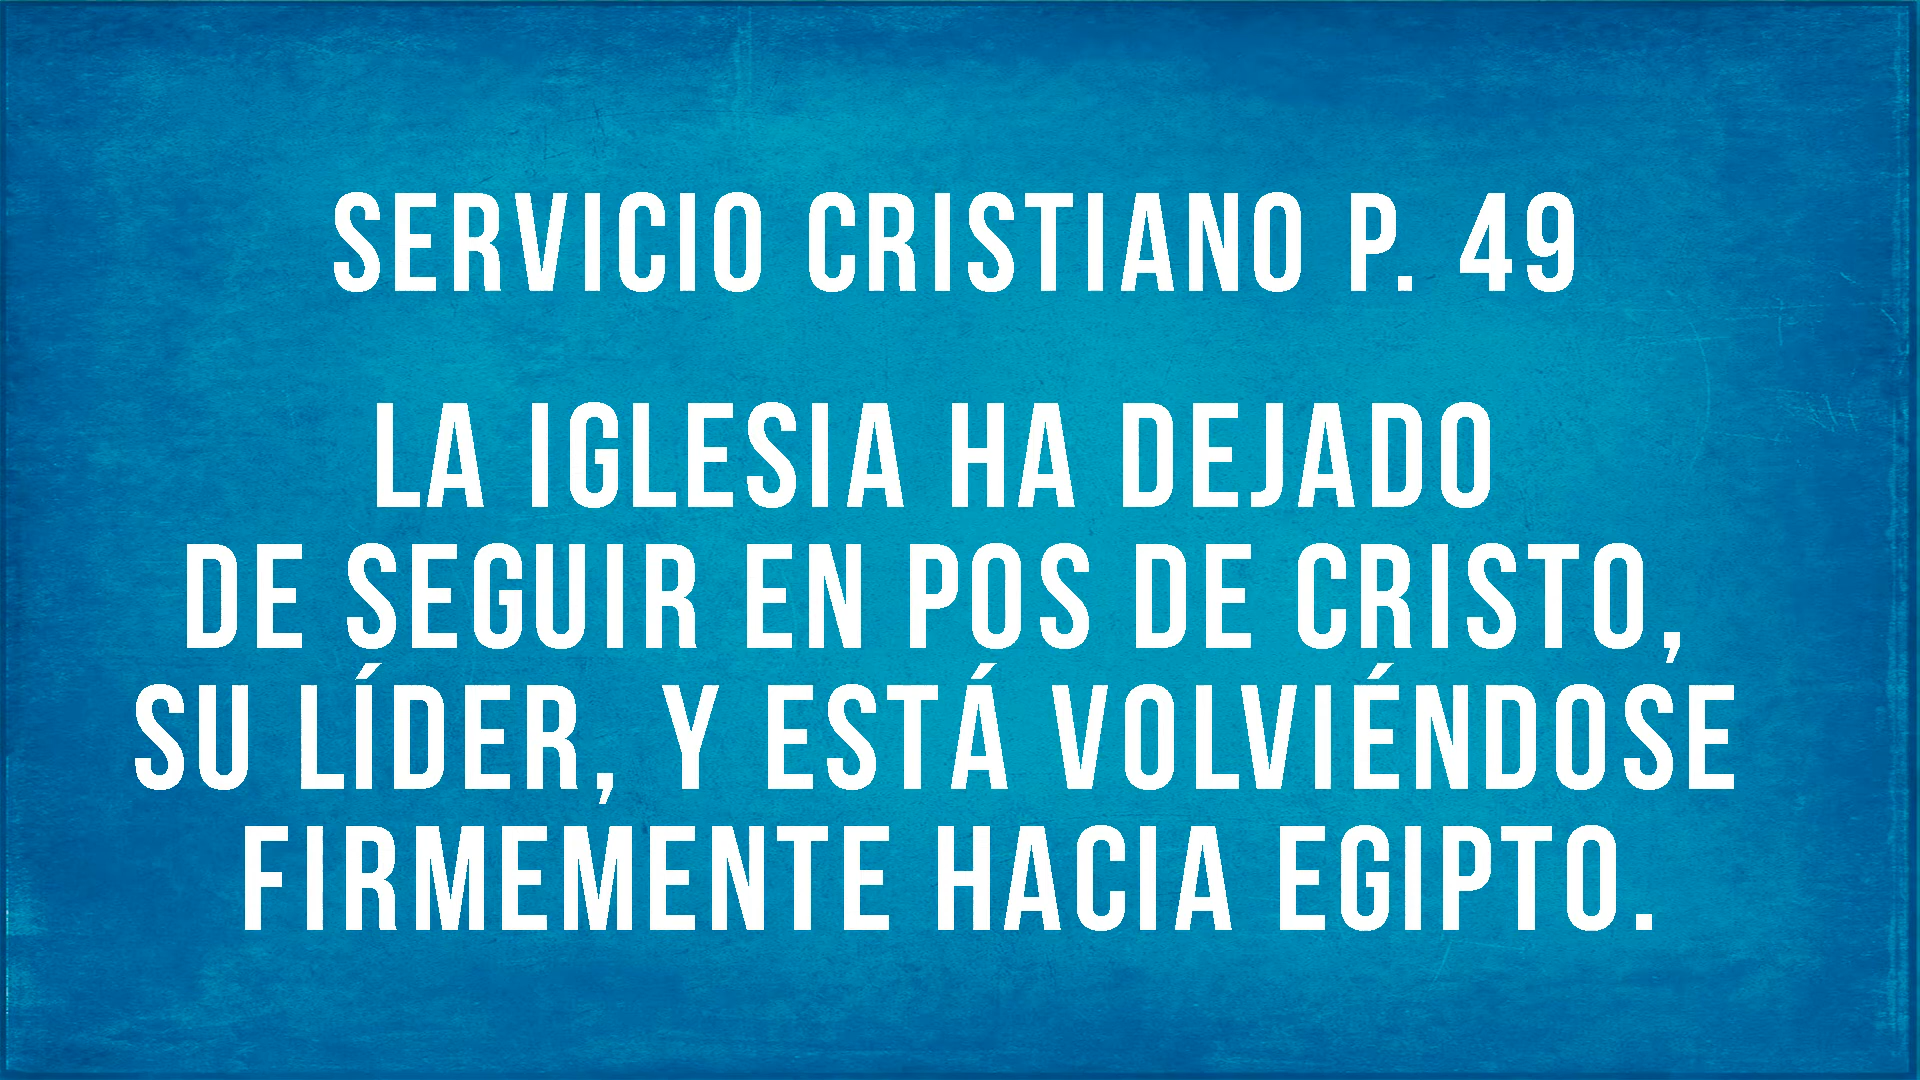 SERVICIO CRISTIANO P. 49
LA IGLESIA HA DEJADO
DE SEGUIR EN POS DE CRISTO,
SU LÍDER, Y ESTÁ VOLVIÉNDOSE
FIRMEMENTE HACIA EGIPTO.